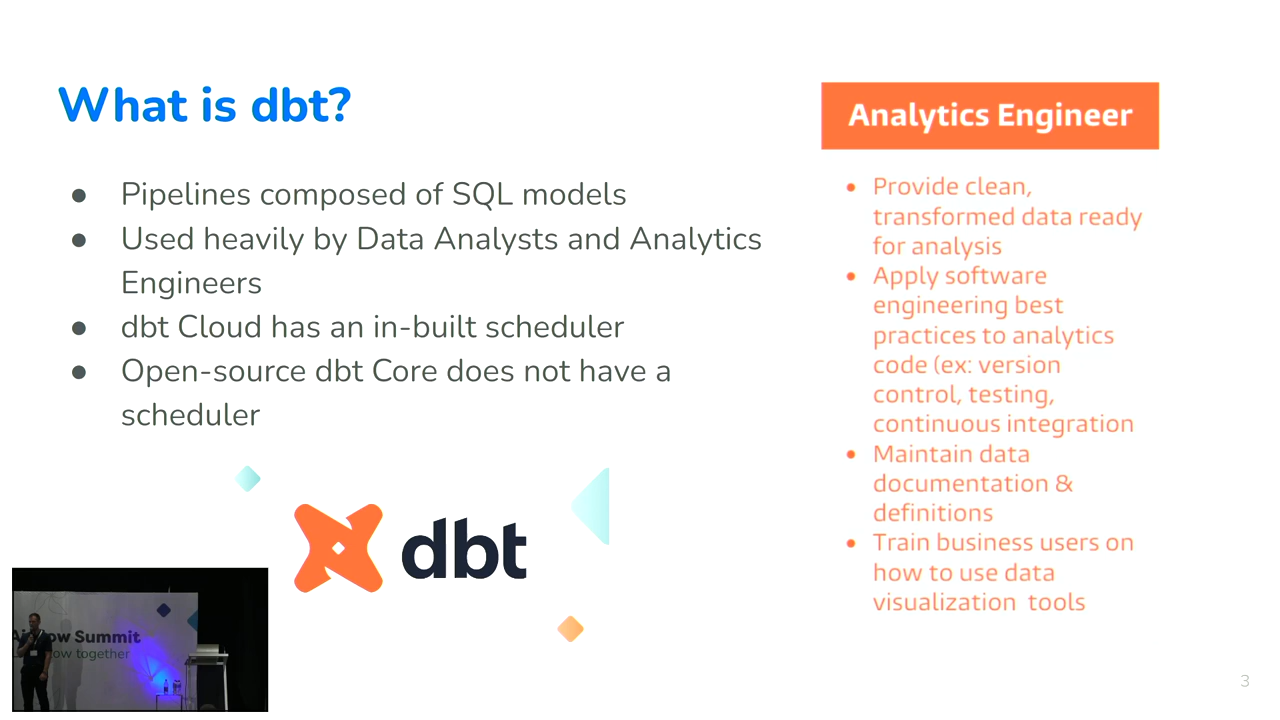 What is dbt?
● Pipelines composed of SQL models
● Used heavily by Data Analysts and Analytics
Engineers
● dbt Cloud has an in-built scheduler
● Open-source dbt Core does not have a
scheduler
dbt
Analytics Engineer
• Provide clean,
transformed data ready
for analysis
• Apply software
engineering best
practices to analytics
code (ex: version
control, testing,
continuous integration
• Maintain data
documentation &
definitions
• Train business users on
how to use data
visualization tools
Summit
together
3